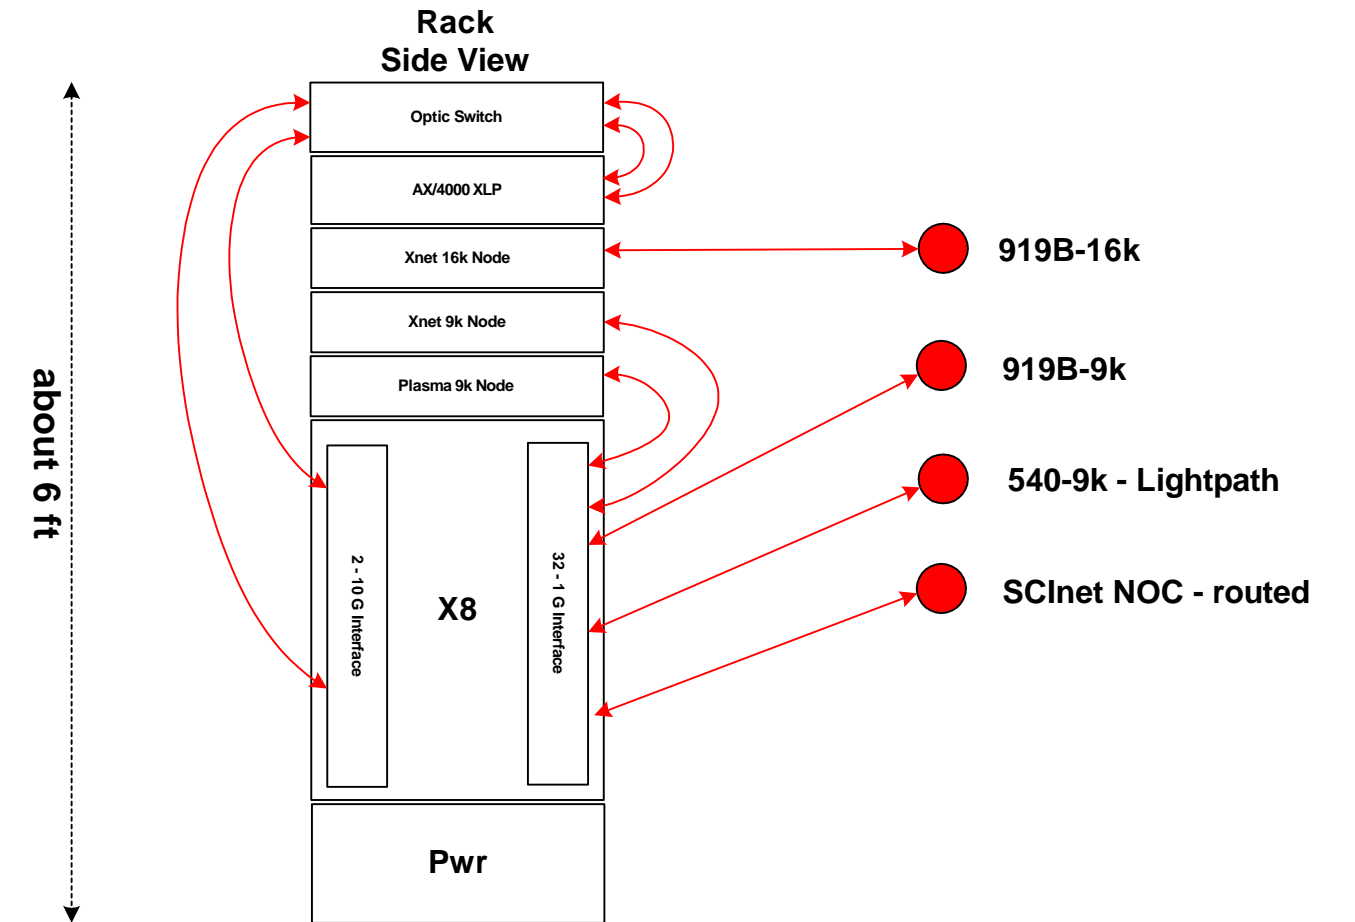 Rack
Side View
Optic Switch
AX/4000 XLP
Xnet 16k Node
919B-16k
Xnet 9k Node
919B-9k
Plasma 9k Node
about 6 ft
540-9k - Lightpath
2 - 10 G Interface
X8
32 - 1 G Interface
SCInet NOC - routed
Pwr